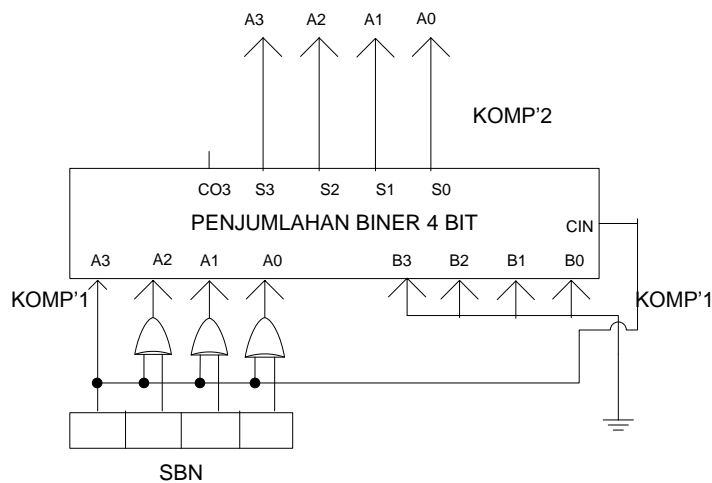 A3 A2 A1 A0
KOMP'2
CO3 S3 S2 S1 S0
PENJUMLAHAN BINER 4 BIT
CIN
A3 A2 A1 A0 B3 B2 B1 B0
KOMP'1 KOMP'1
SBN